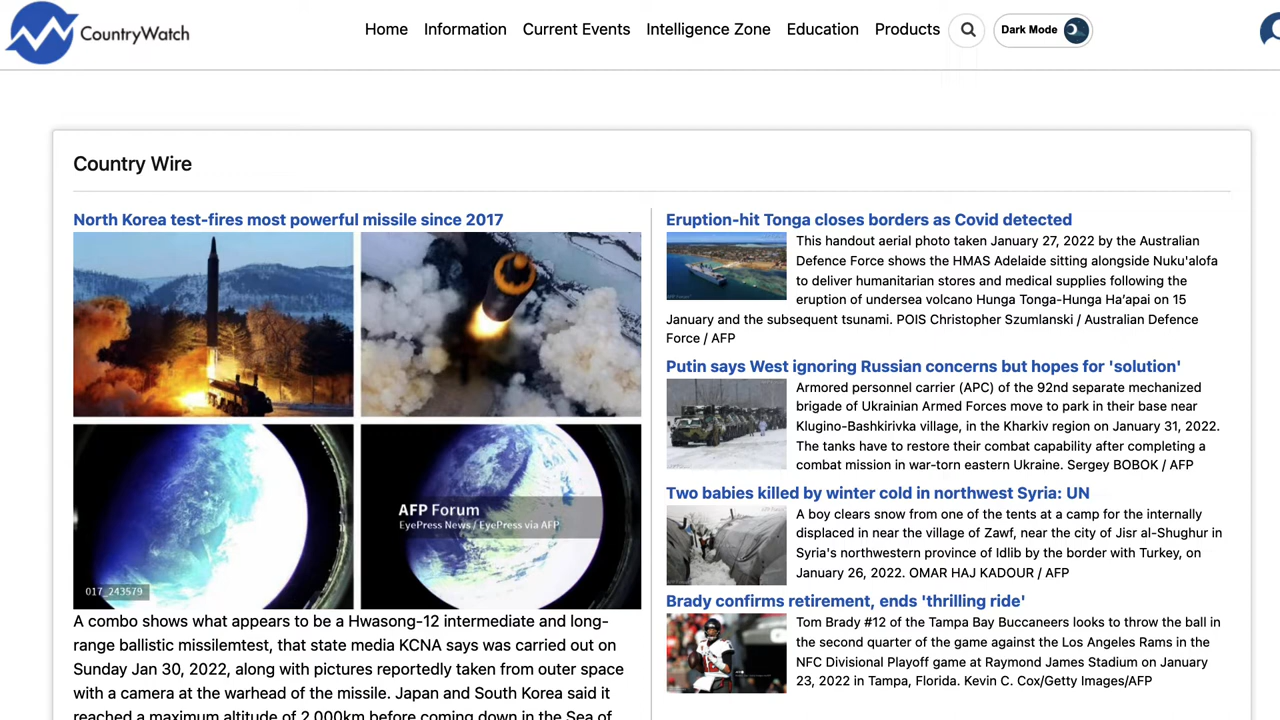 CountryWatch
Home
Information
Current Events
Intelligence Zone
Education
Products
Dark Mode
Country Wire
North Korea test-fires most powerful missile since 2017
AFP Forum
EyePress News / EyePress via AFP
017_243579
A combo shows what appears to be a Hwasong-12 intermediate and long-
range ballistic missilemtest, that state media KCNA says was carried out on
Sunday Jan 30, 2022, along with pictures reportedly taken from outer space
with a camera at the warhead of the missile. Japan and South Korea said it
reached a maximum altitude of 2,000km before coming down in the Sea of
Eruption-hit Tonga closes borders as Covid detected
This handout aerial photo taken January 27, 2022 by the Australian
Defence Force shows the HMAS Adelaide sitting alongside Nuku'alofa
to deliver humanitarian stores and medical supplies following the
eruption of undersea volcano Hunga Tonga-Hunga Ha’apai on 15
January and the subsequent tsunami. POIS Christopher Szumlanski / Australian Defence
Force / AFP
Putin says West ignoring Russian concerns but hopes for 'solution'
Armored personnel carrier (APC) of the 92nd separate mechanized
brigade of Ukrainian Armed Forces move to park in their base near
Klugino-Bashkirivka village, in the Kharkiv region on January 31, 2022.
The tanks have to restore their combat capability after completing a
combat mission in war-torn eastern Ukraine. Sergey BOBOK / AFP
Two babies killed by winter cold in northwest Syria: UN
A boy clears snow from one of the tents at a camp for the internally
displaced in near the village of Zawf, near the city of Jisr al-Shughur in
Syria's northwestern province of Idlib by the border with Turkey, on
January 26, 2022. OMAR HAJ KADOUR / AFP
Brady confirms retirement, ends 'thrilling ride'
Tom Brady #12 of the Tampa Bay Buccaneers looks to throw the ball in
the second quarter of the game against the Los Angeles Rams in the
NFC Divisional Playoff game at Raymond James Stadium on January
23, 2022 in Tampa, Florida. Kevin C. Cox/Getty Images/AFP